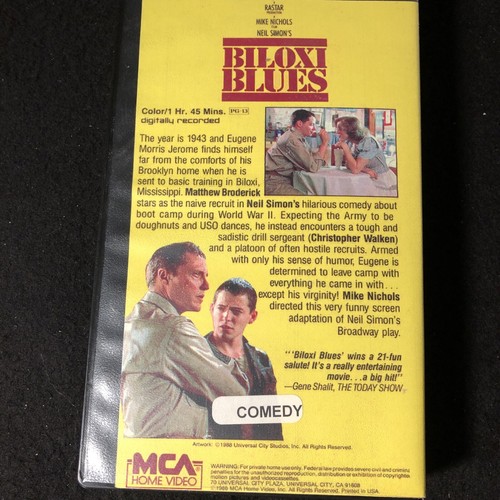 A
RASTAR
PRODUCTION
A
MIKE NICHOLS
FILM
NEIL SIMON'S
BILOXI
BLUES
Color/1 Hr. 45 Mins. PG-13
digitally recorded
The year is 1943 and Eugene
Morris Jerome finds himself
far from the comforts of his
Brooklyn home when he is
sent to basic training in Biloxi,
Mississippi. Matthew Broderick
stars as the naive recruit in Neil Simon's hilarious comedy about
boot camp during World War II. Expecting the Army to be
doughnuts and USO dances, he instead encounters a tough and
sadistic drill sergeant (Christopher Walken)
and a platoon of often hostile recruits. Armed
with only his sense of humor, Eugene is
determined to leave camp with
everything he came in with...
except his virginity! Mike Nichols
directed this very funny screen
adaptation of Neil Simon's
Broadway play.
"'Biloxi Blues' wins a 21-fun
salute! It's a really entertaining
movie...a big hit!"
—Gene Shalit, THE TODAY SHOW
COMEDY
Artwork: ©1988 Universal City Studios, Inc. All Rights Reserved.
MCA
HOME VIDEO
WARNING: For private home use only. Federal law provides severe civil and criminal
penalties for the unauthorized reproduction, distribution or exhibition of copyrighted
motion pictures and videocassettes.
70 UNIVERSAL CITY PLAZA, UNIVERSAL CITY, CA 91608
©1988 MCA Home Video, Inc. All Rights Reserved. Printed in USA